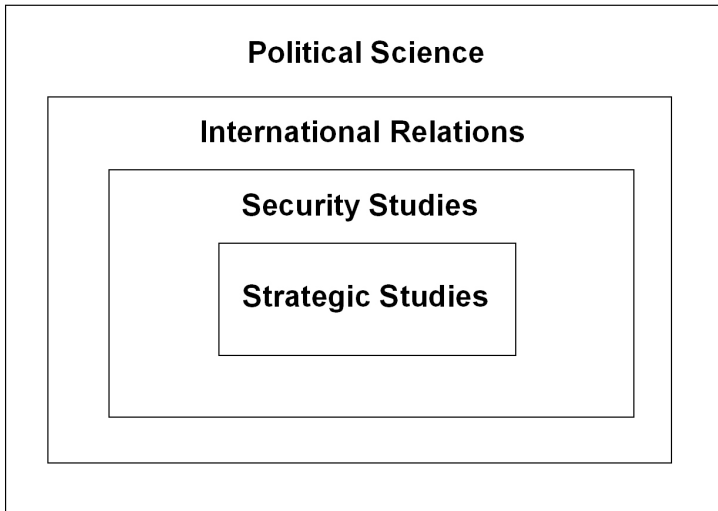 Political Science
International Relations
Security Studies
Strategic Studies